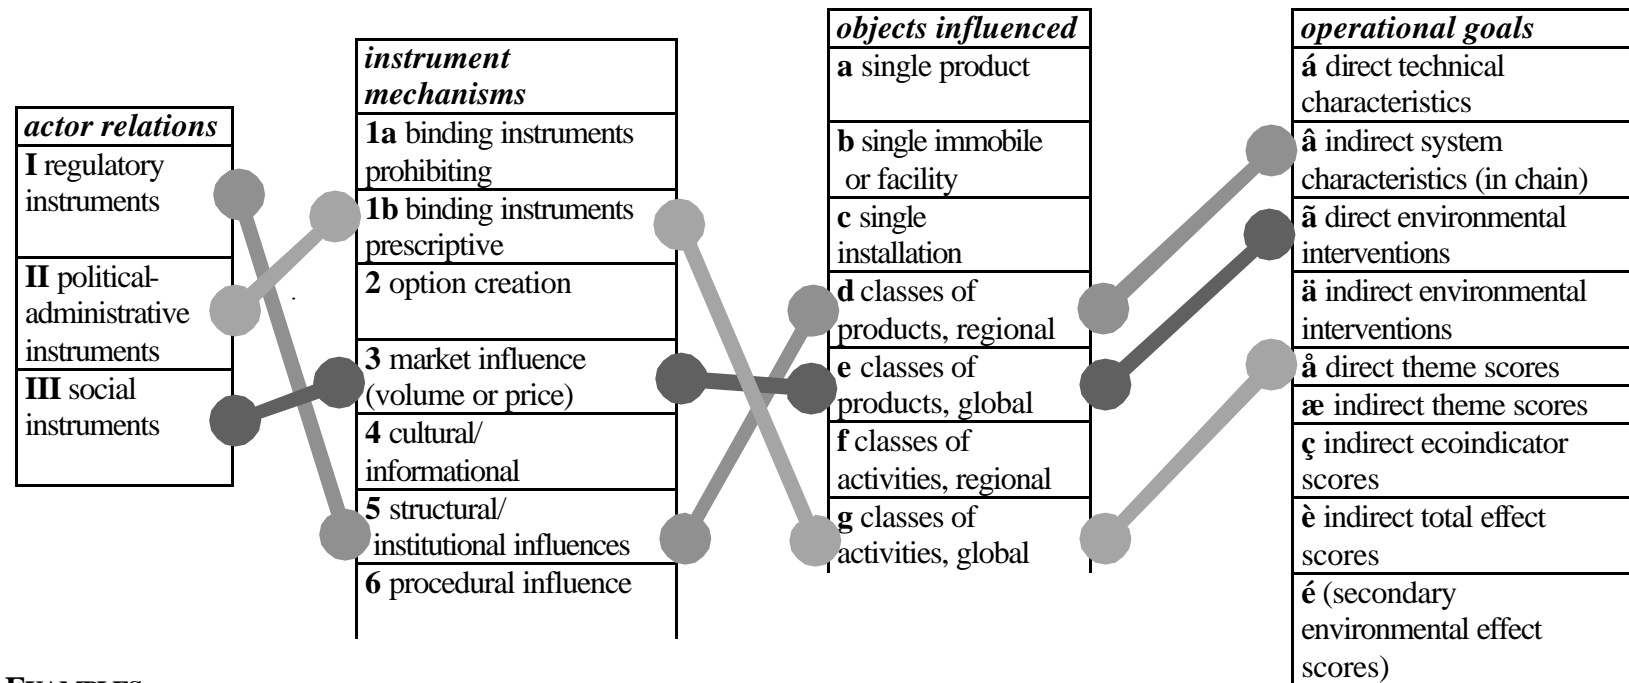 actor relations
I regulatory
instruments
II political-
administrative
instruments
III social
instruments
instrument
mechanisms
1a binding instruments
prohibiting
1b binding instruments
prescriptive
2 option creation
3 market influence
(volume or price)
4 cultural/
informational
5 structural/
institutional influences
6 procedural influence
objects influenced
a single product
b single immobile
or facility
c single
installation
d classes of
products, regional
e classes of
products, global
f classes of
activities, regional
g classes of
activities, global
operational goals
á direct technical
characteristics
â indirect system
characteristics (in chain)
ã direct environmental
interventions
ä indirect environmental
interventions
å direct theme scores
æ indirect theme scores
ç indirect ecoindicator
scores
è indirect total effect
scores
é (secondary
environmental effect
scores)